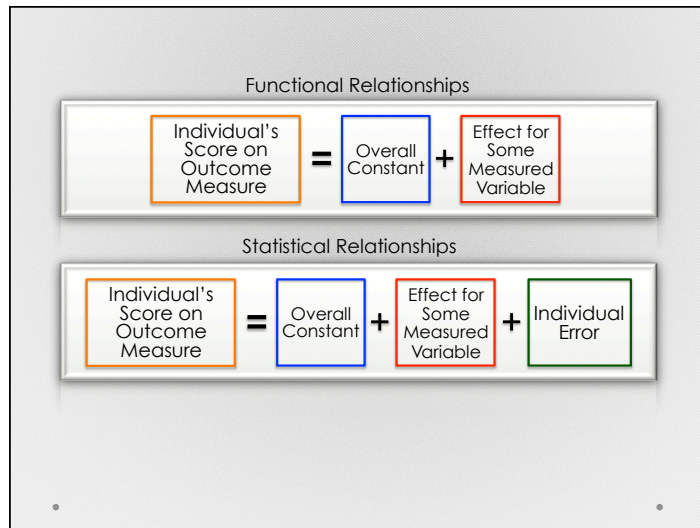 Functional Relationships
Individual's
Score on
Outcome
Measure
=
Overall
Constant
+
Effect for
Some
Measured
Variable
Statistical Relationships
Individual's
Score on
Outcome
Measure
=
Overall
Constant
+
Effect for
Some
Measured
Variable
+
Individual
Error